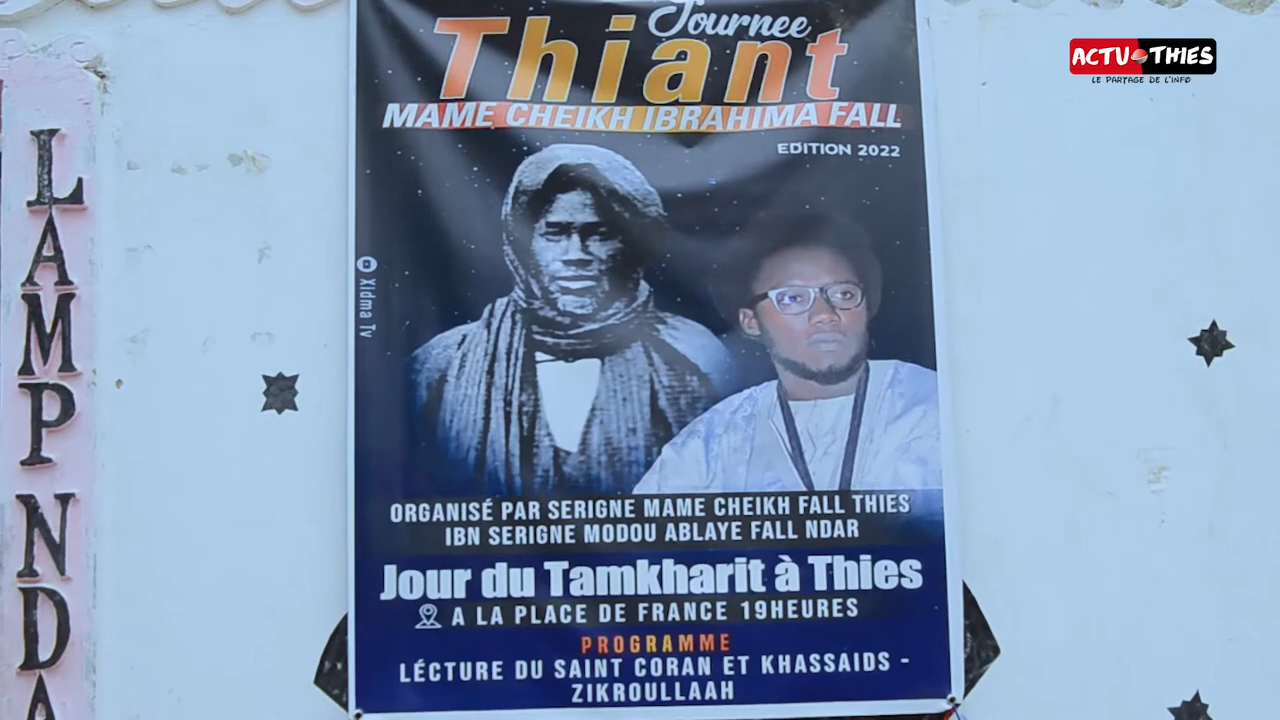 Journee
Thiant
MAME CHEIKH IBRAHIMA FALL
EDITION 2022
Xidma Tv
ORGANISÉ PAR SERIGNE MAME CHEIKH FALL THIES
IBN SERIGNE MODOU ABLAYE FALL NDAR
Jour du Tamkharit à Thies
A LA PLACE DE FRANCE 19HEURES
PROGRAMME
LÉCTURE DU SAINT CORAN ET KHASSAIDS -
ZIKROULLAAH
LAMP NDA
ACTU THIES
LE PARTAGE DE L'INFO